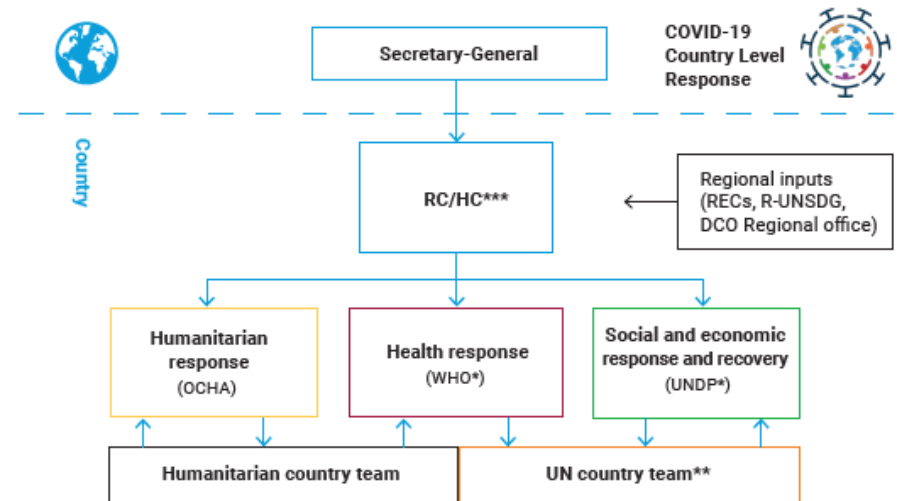 Secretary-General
COVID-19
Country Level
Response
Country
RC/HC***
Regional inputs
(RECs, R-UNSDG,
DCO Regional office)
Humanitarian
response
(OCHA)
Health response
(WHO*)
Social and economic
response and recovery
(UNDP*)
Humanitarian country team
UN country team**